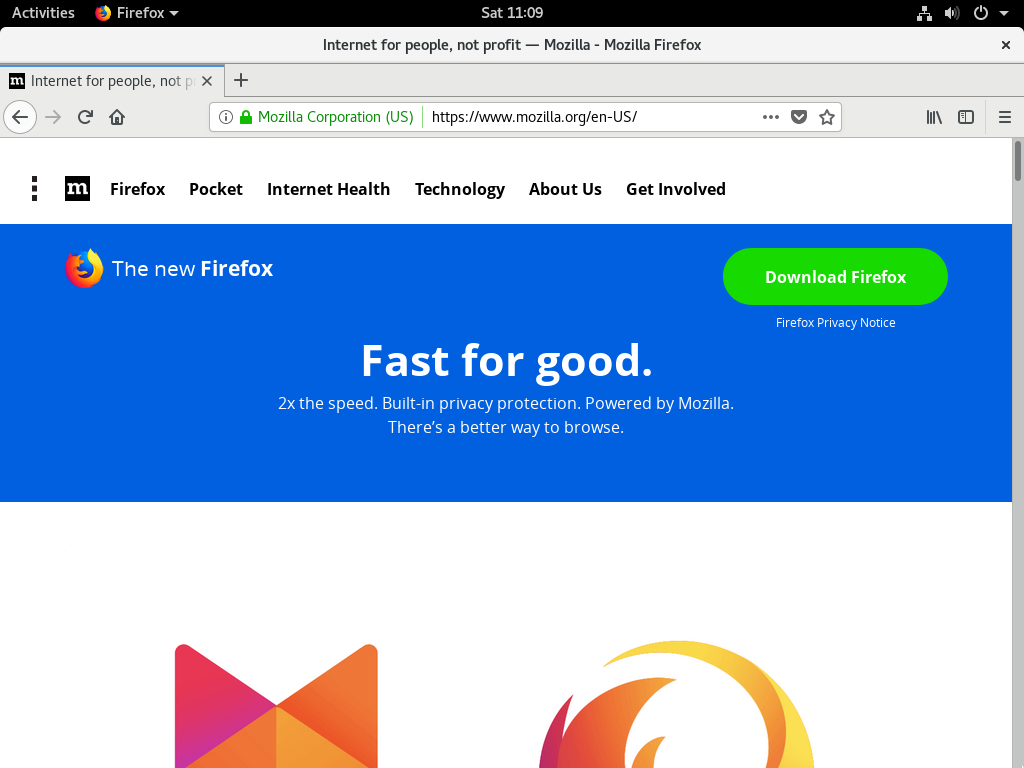 Activities Firefox Sat 11:09
Internet for people, not profit — Mozilla - Mozilla Firefox
Internet for people, not p
Mozilla Corporation (US) https://www.mozilla.org/en-US/
m Firefox Pocket Internet Health Technology About Us Get Involved
The new Firefox
Download Firefox
Firefox Privacy Notice
Fast for good.
2x the speed. Built-in privacy protection. Powered by Mozilla.
There’s a better way to browse.